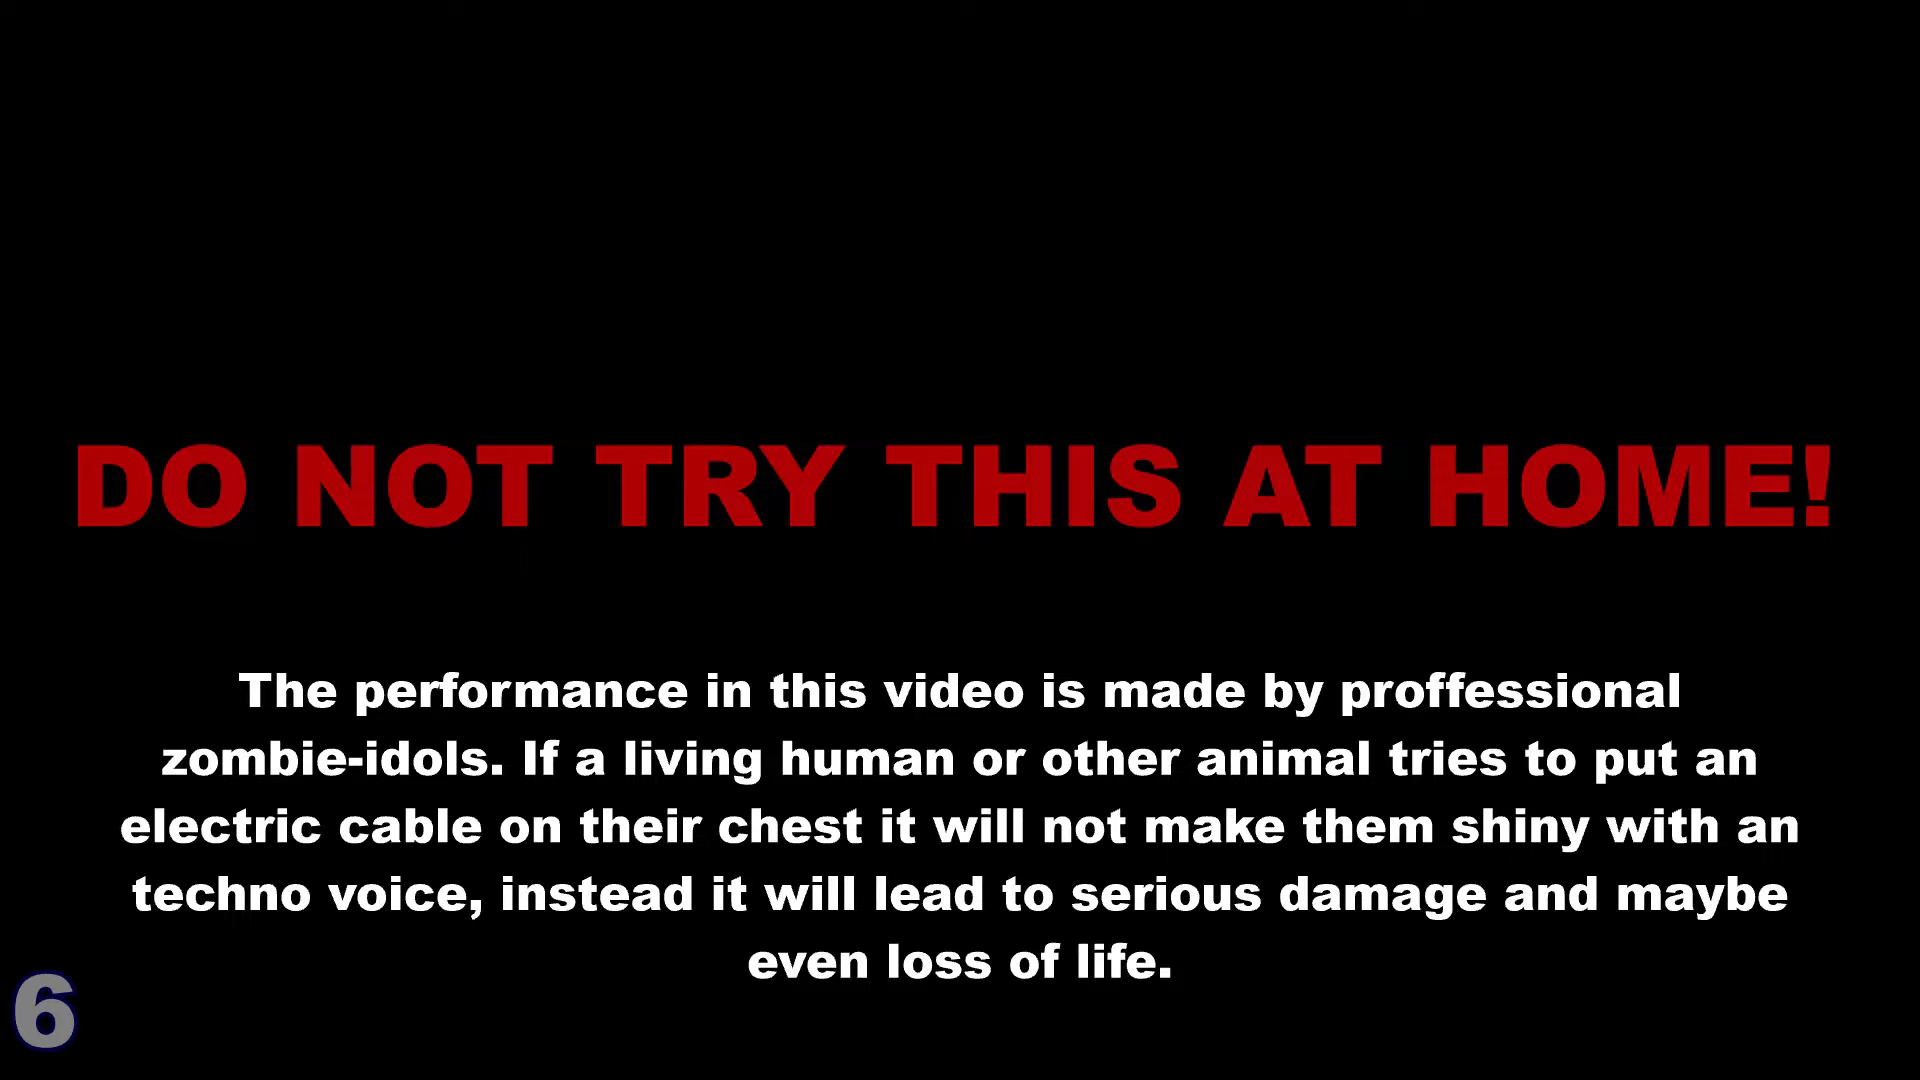 DO NOT TRY THIS AT HOME!
The performance in this video is made by proffessional
zombie-idols. If a living human or other animal tries to put an
electric cable on their chest it will not make them shiny with an
techno voice, instead it will lead to serious damage and maybe
even loss of life.
6